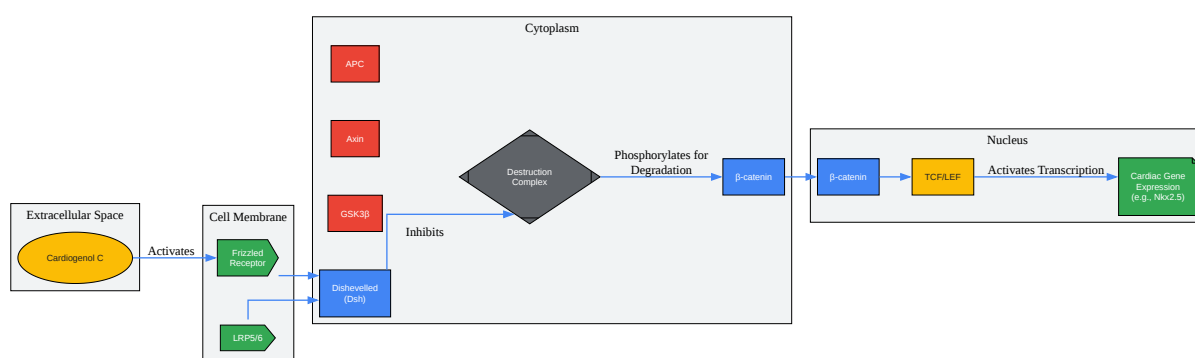 Cytoplasm
APC
Axin
GSK3β
Destruction
Complex
Phosphorylates for
Degradation
β-catenin
Inhibits
Dishevelled
(Dsh)
Nucleus
β-catenin
TCF/LEF
Activates Transcription
Cardiac Gene
Expression
(e.g., Nkx2.5)
Extracellular Space
Cardiogenol C
Activates
Cell Membrane
Frizzled
Receptor
LRP5/6